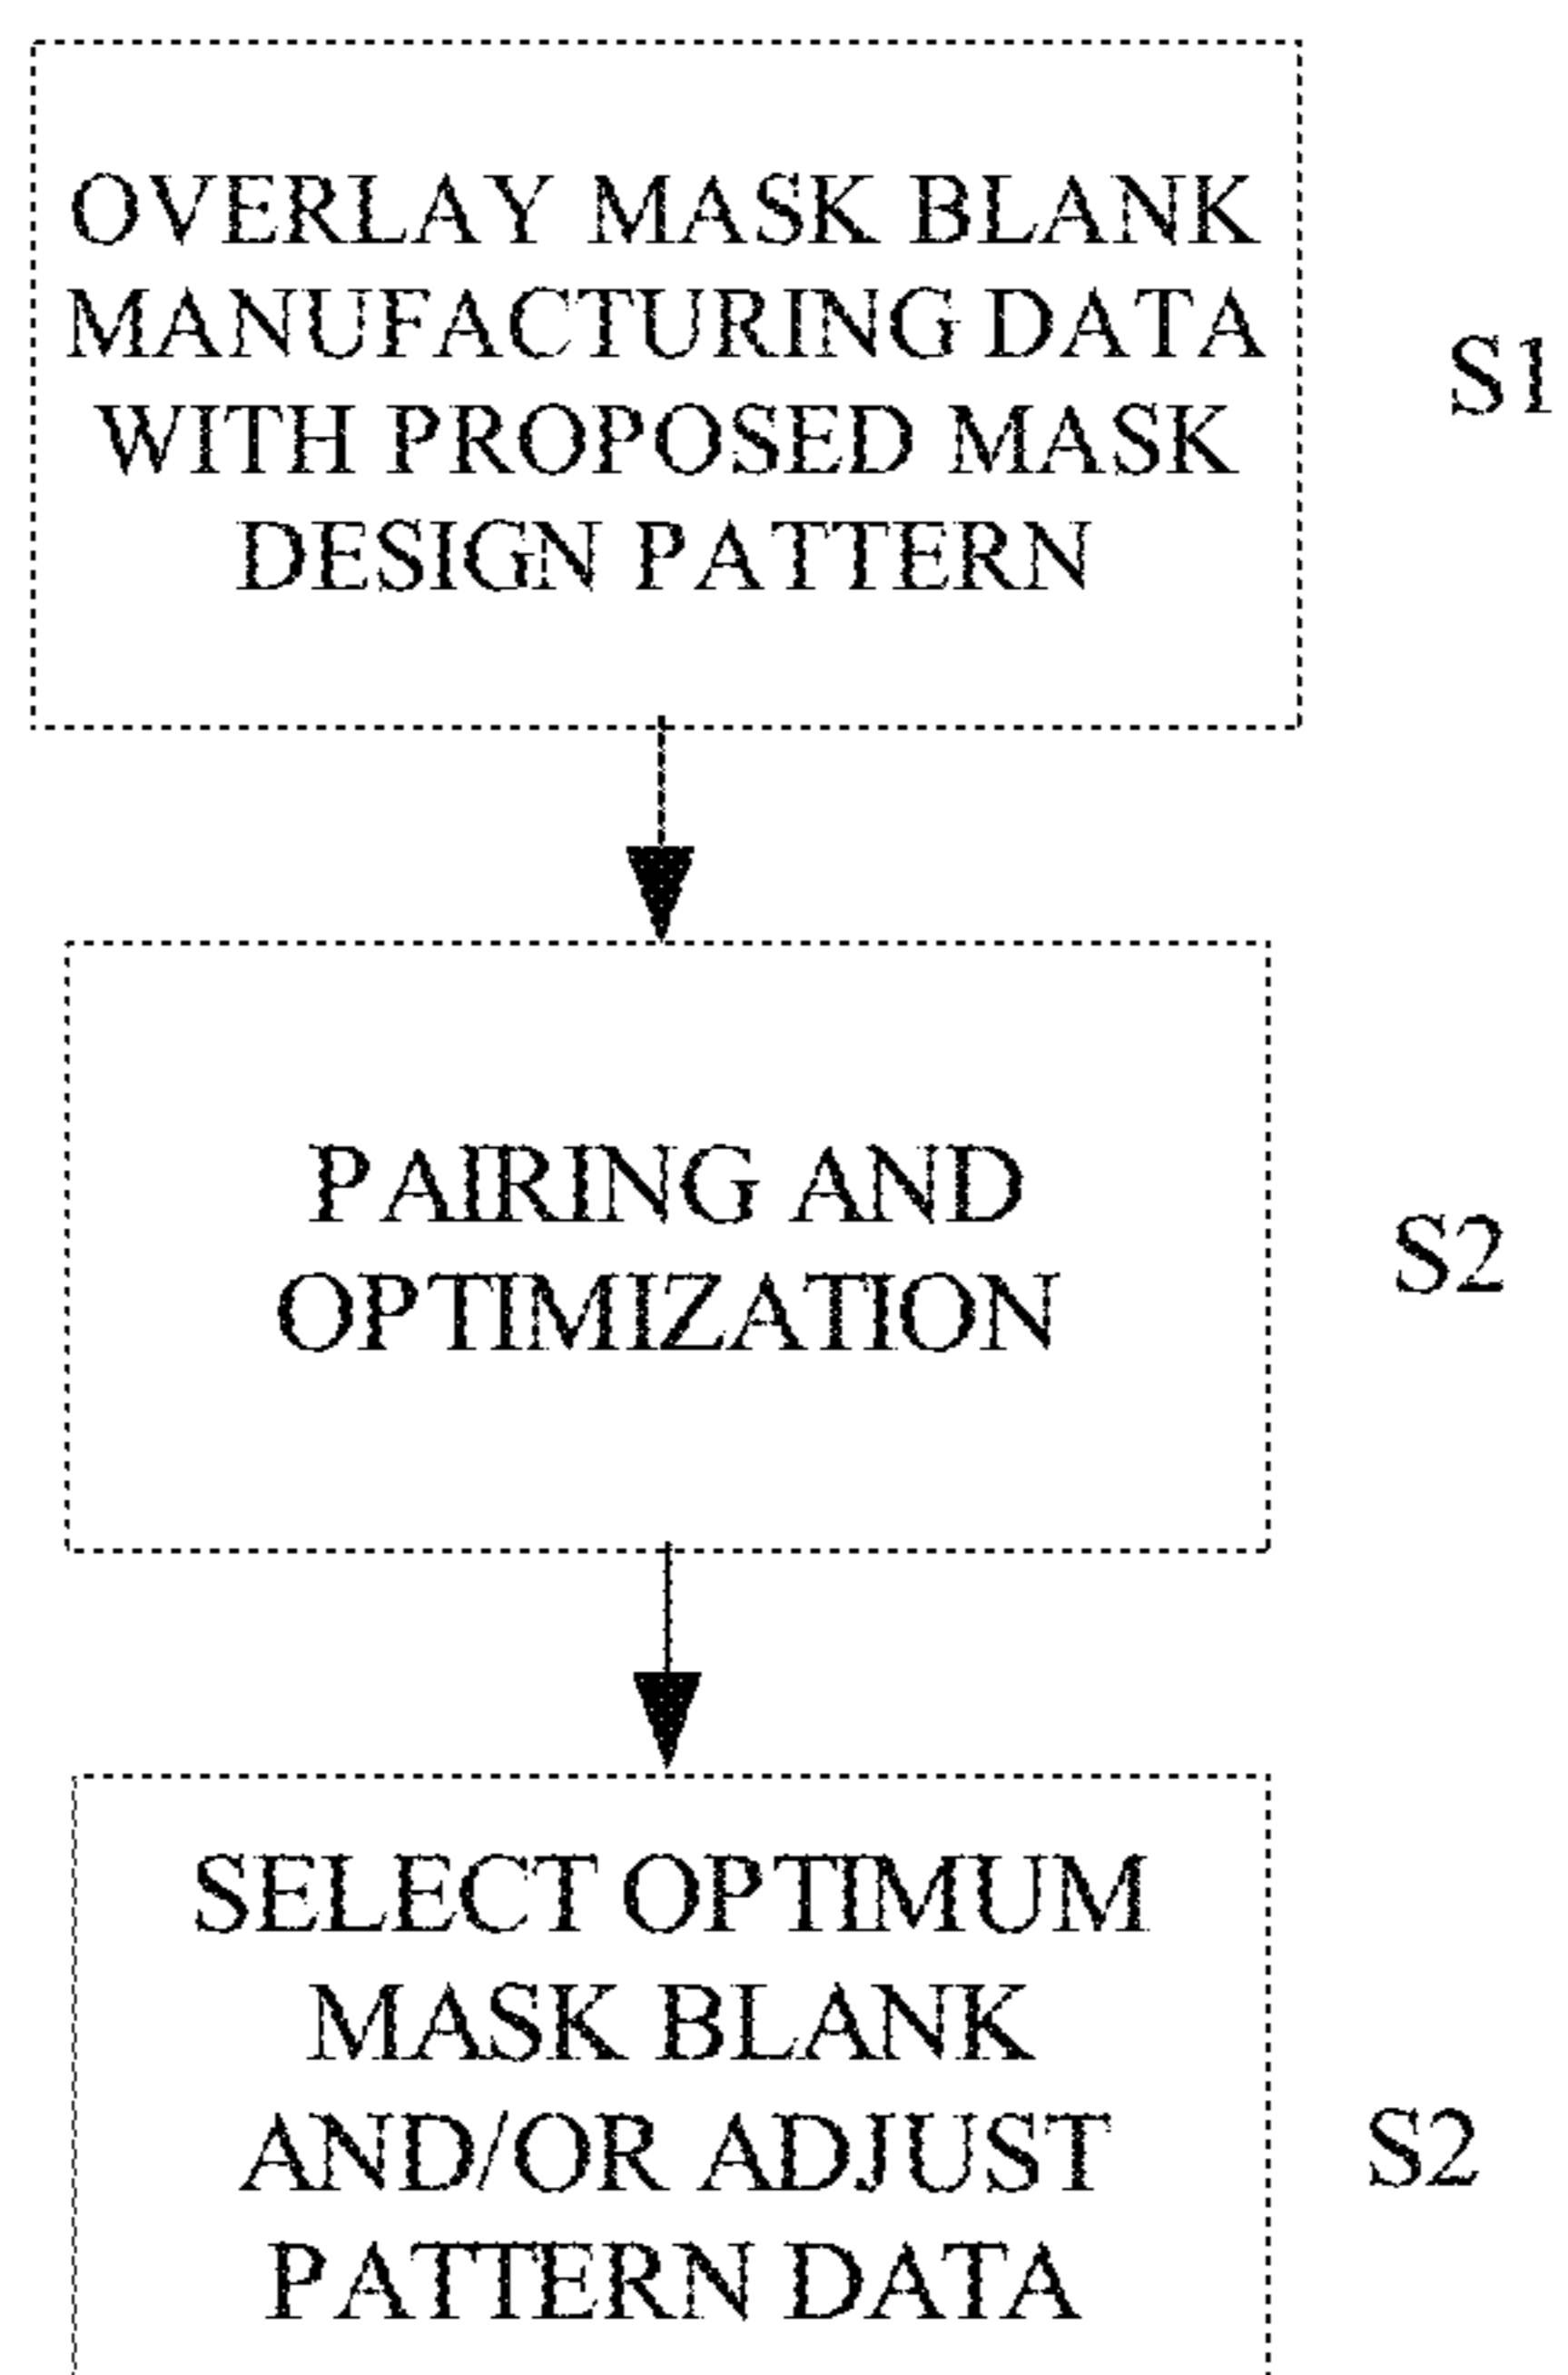 OVERLAY MASK BLANK
MANUFACTURING DATA
WITH PROPOSED MASK
DESIGN PATTERN
S1
PAIRING AND
OPTIMIZATION
S2
SELECT OPTIMUM
MASK BLANK
AND/OR ADJUST
PATTERN DATA
S2